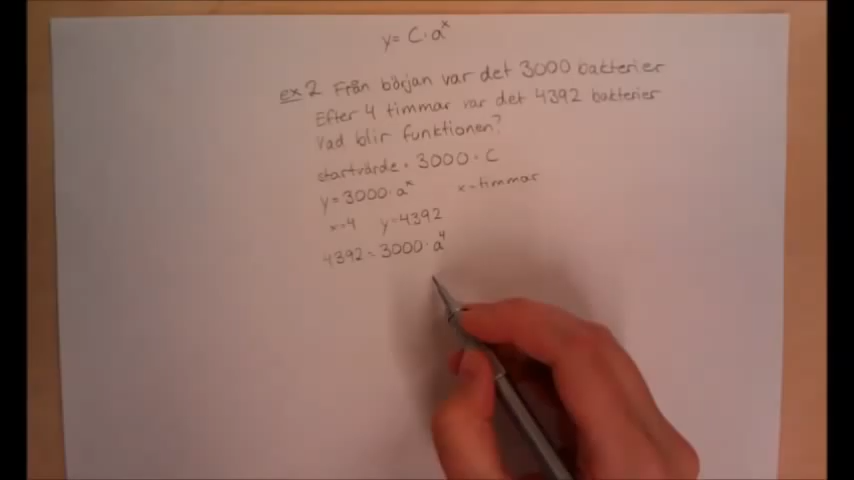 y = C · a^x
ex 2 Från början var det 3000 bakterier
Efter 4 timmar var det 4392 bakterier
Vad blir funktionen?
startvärde = 3000 = C
y = 3000 · a^x x = timmar
x = 4 y = 4392
4392 = 3000 · a^4